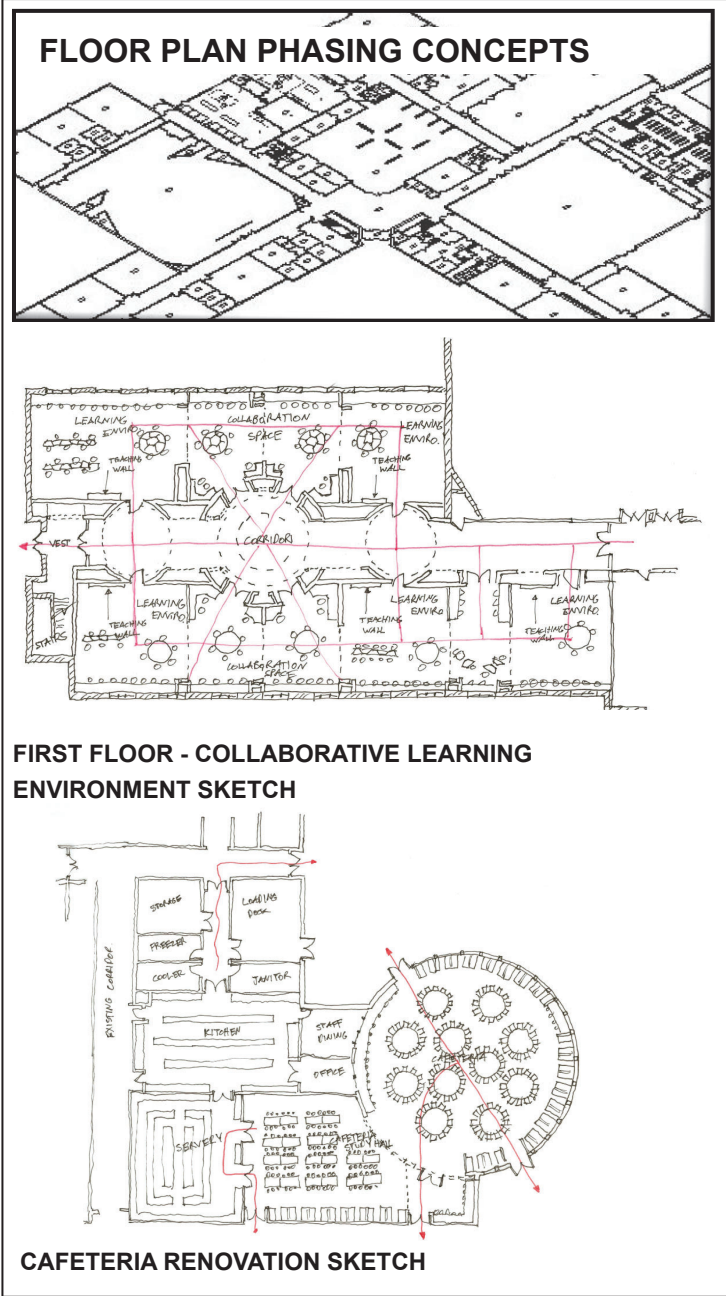 FLOOR PLAN PHASING CONCEPTS
LEARNING
ENVIRO.
COLLABORATION
SPACE
LEARNING
ENVIRO.
TEACHING
WALL
TEACHING
WALL
VEST
CORRIDOR
STAIRS
TEACHING
WALL
LEARNING
ENVIRO.
COLLABORATION
SPACE
TEACHING
WALL
LEARNING
ENVIRO.
TEACHING
WALL
LEARNING
ENVIRO.
FIRST FLOOR - COLLABORATIVE LEARNING
ENVIRONMENT SKETCH
STORAGE
LOADING
DOCK
FREEZER
COOLER
JANITOR
EXISTING CORRIDOR
KITCHEN
STAFF
DINING
OFFICE
CAFETERIA
SERVERY
CAFETERIA
STUDY HALL
CAFETERIA RENOVATION SKETCH